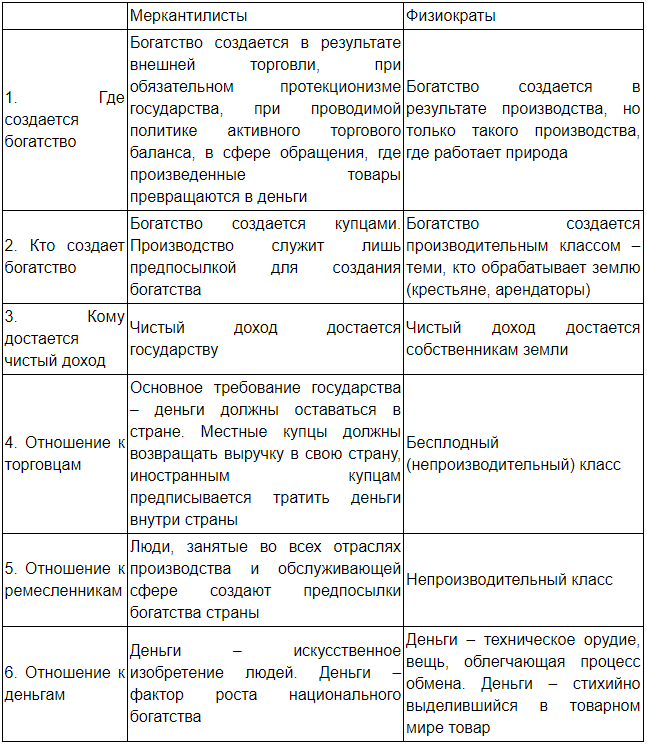 Меркантилисты
Физиократы
1. Где
создается
богатство
Богатство создается в результате
внешней торговли, при
обязательном протекционизме
государства, при проводимой
политике активного торгового
баланса, в сфере обращения, где
произведенные товары
превращаются в деньги
Богатство создается в
результате производства, но
только такого производства,
где работает природа
2. Кто создает
богатство
Богатство создается купцами.
Производство служит лишь
предпосылкой для создания
богатства
Богатство создается
производительным классом –
теми, кто обрабатывает землю
(крестьяне, арендаторы)
3. Кому
достается
чистый доход
Чистый доход достается
государству
Чистый доход достается
собственникам земли
4. Отношение к
торговцам
Основное требование государства
– деньги должны оставаться в
стране. Местные купцы должны
возвращать выручку в свою страну,
иностранным купцам
предписывается тратить деньги
внутри страны
Бесплодный
(непроизводительный) класс
5. Отношение к
ремесленникам
Люди, занятые во всех отраслях
производства и обслуживающей
сфере создают предпосылки
богатства страны
Непроизводительный класс
6. Отношение к
деньгам
Деньги – искусственное
изобретение людей. Деньги –
фактор роста национального
богатства
Деньги – техническое орудие,
вещь, облегчающая процесс
обмена. Деньги – стихийно
выделившийся в товарном
мире товар